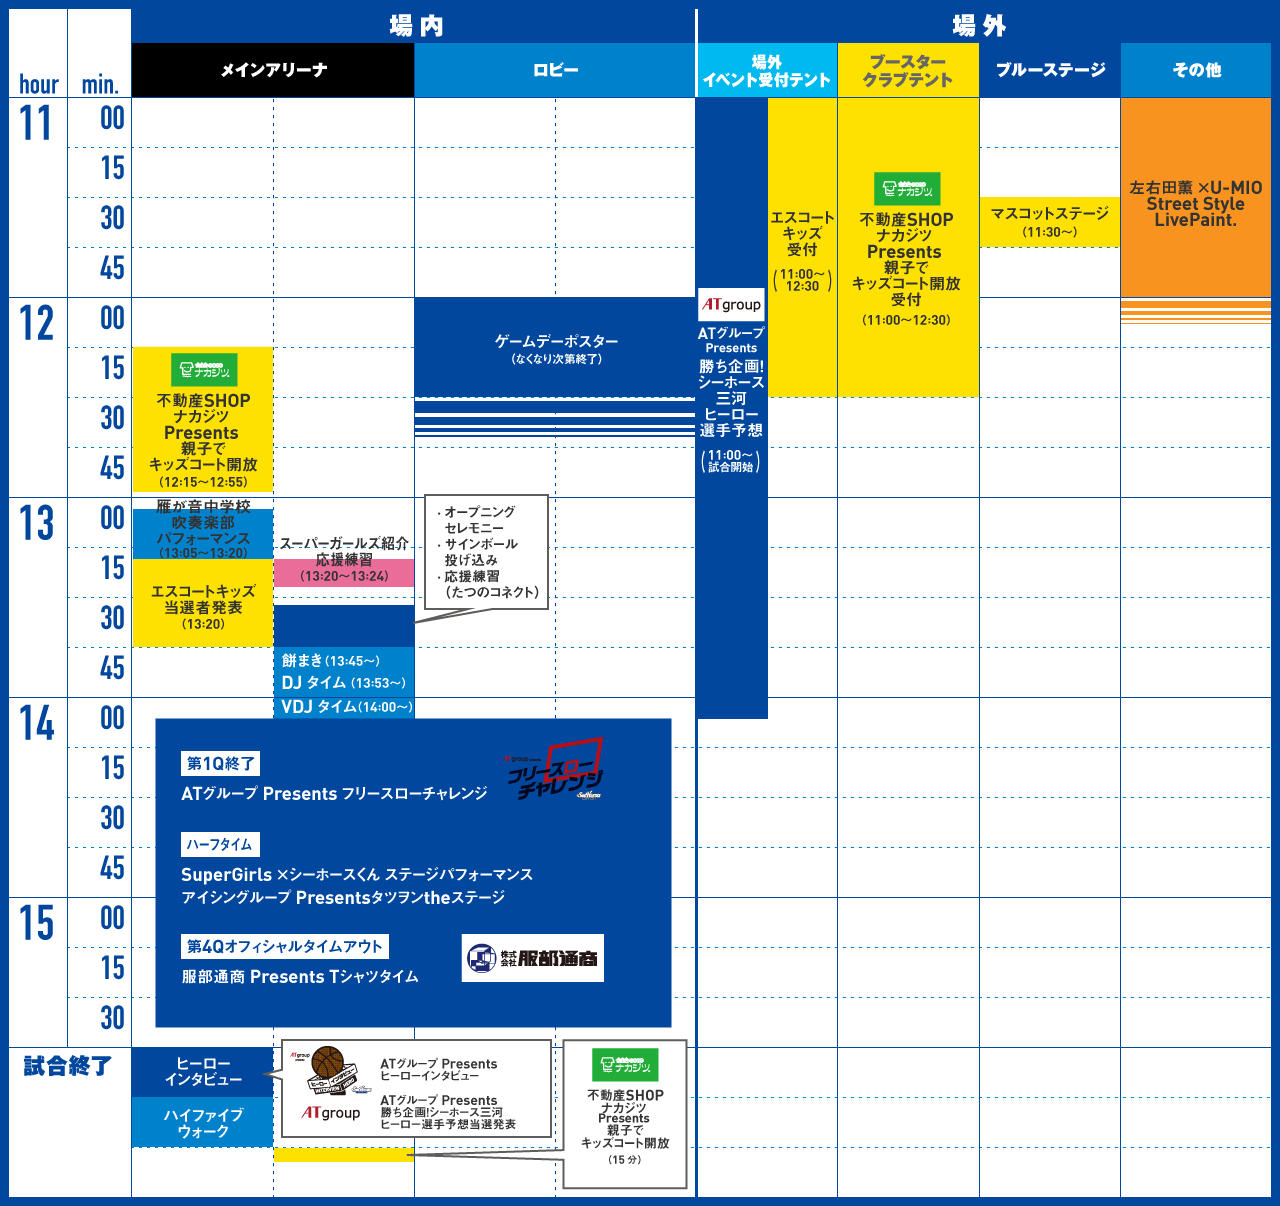 場内
場外
hour
min.
メインアリーナ
ロビー
場外
イベント受付テント
ブースター
クラブテント
ブルーステージ
その他
11
00
15
30
45
12
00
15
30
45
13
00
15
30
45
14
00
15
30
45
15
00
15
30
試合終了
ナカジツ
不動産SHOP
ナカジツ
Presents
親子で
キッズコート開放
(12:15〜12:55)
雁が音中学校
吹奏楽部
パフォーマンス
(13:05〜13:20)
エスコートキッズ
当選者発表
(13:20)
スーパーガールズ紹介
応援練習
(13:20〜13:24)
・オープニング
セレモニー
・サインボール
投げ込み
・応援練習
(たつのコネクト)
餅まき(13:45〜)
DJ タイム (13:53〜)
VDJ タイム(14:00〜)
ゲームデーポスター
(なくなり次第終了)
ATgroup
ATグループ
Presents
勝ち企画!
シーホース
三河
ヒーロー
選手予想
(11:00〜
試合開始)
エスコート
キッズ
受付
(11:00〜
12:30)
ナカジツ
不動産SHOP
ナカジツ
Presents
親子で
キッズコート開放
受付
(11:00〜12:30)
マスコットステージ
(11:30〜)
左右田薫 ×U-MIO
Street Style
LivePaint.
第1Q終了
ATグループ Presents フリースローチャレンジ
フリースロー
チャレンジ
ハーフタイム
SuperGirls ×シーホースくん ステージパフォーマンス
アイシングループ Presentsタツヲンtheステージ
第4Qオフィシャルタイムアウト
服部通商 Presents Tシャツタイム
株式会社 服部通商
ヒーロー
インタビュー
ハイファイブ
ウォーク
ヒーローインタビュー
ATgroup
ATグループ Presents
ヒーローインタビュー
ATグループ Presents
勝ち企画!シーホース三河
ヒーロー選手予想当選発表
ナカジツ
不動産SHOP
ナカジツ
Presents
親子で
キッズコート開放
(15 分)